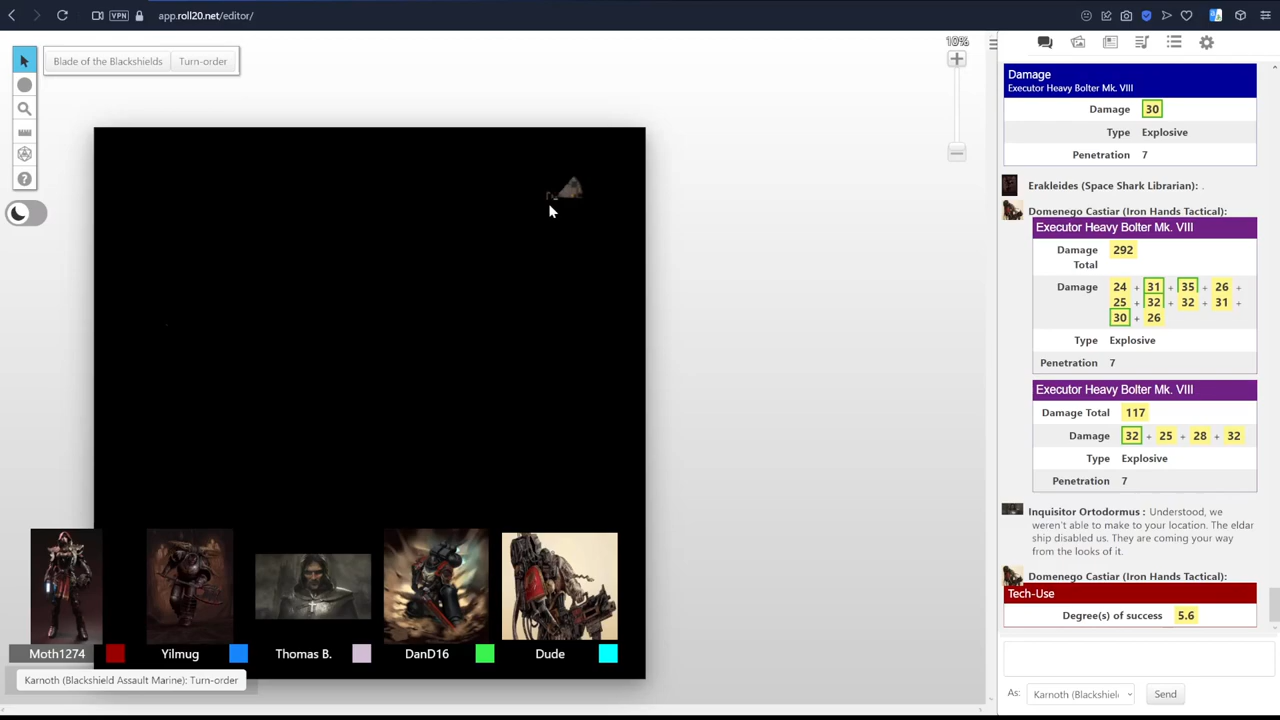 VPN
app.roll20.net/editor/
10%
Blade of the Blackshields
Turn-order
Damage
Executor Heavy Bolter Mk. VIII
Damage 30
Type Explosive
Penetration 7
Erakleides (Space Shark Librarian): .
Domenego Castiar (Iron Hands Tactical):
Executor Heavy Bolter Mk. VIII
Damage 292
Total
Damage 24 + 31 + 35 + 26 +
25 + 32 + 32 + 31 +
30 + 26
Type Explosive
Penetration 7
Executor Heavy Bolter Mk. VIII
Damage Total 117
Damage 32 + 25 + 28 + 32
Type Explosive
Penetration 7
Inquisitor Ortodormus : Understood, we
weren't able to make to your location. The eldar
ship disabled us. They are coming your way
from the looks of it.
Domenego Castiar (Iron Hands Tactical):
Tech-Use
Degree(s) of success 5.6
Moth1274
Yilmug
Thomas B.
DanD16
Dude
Karnoth (Blackshield Assault Marine): Turn-order
As: Karnoth (Blackshiel
Send